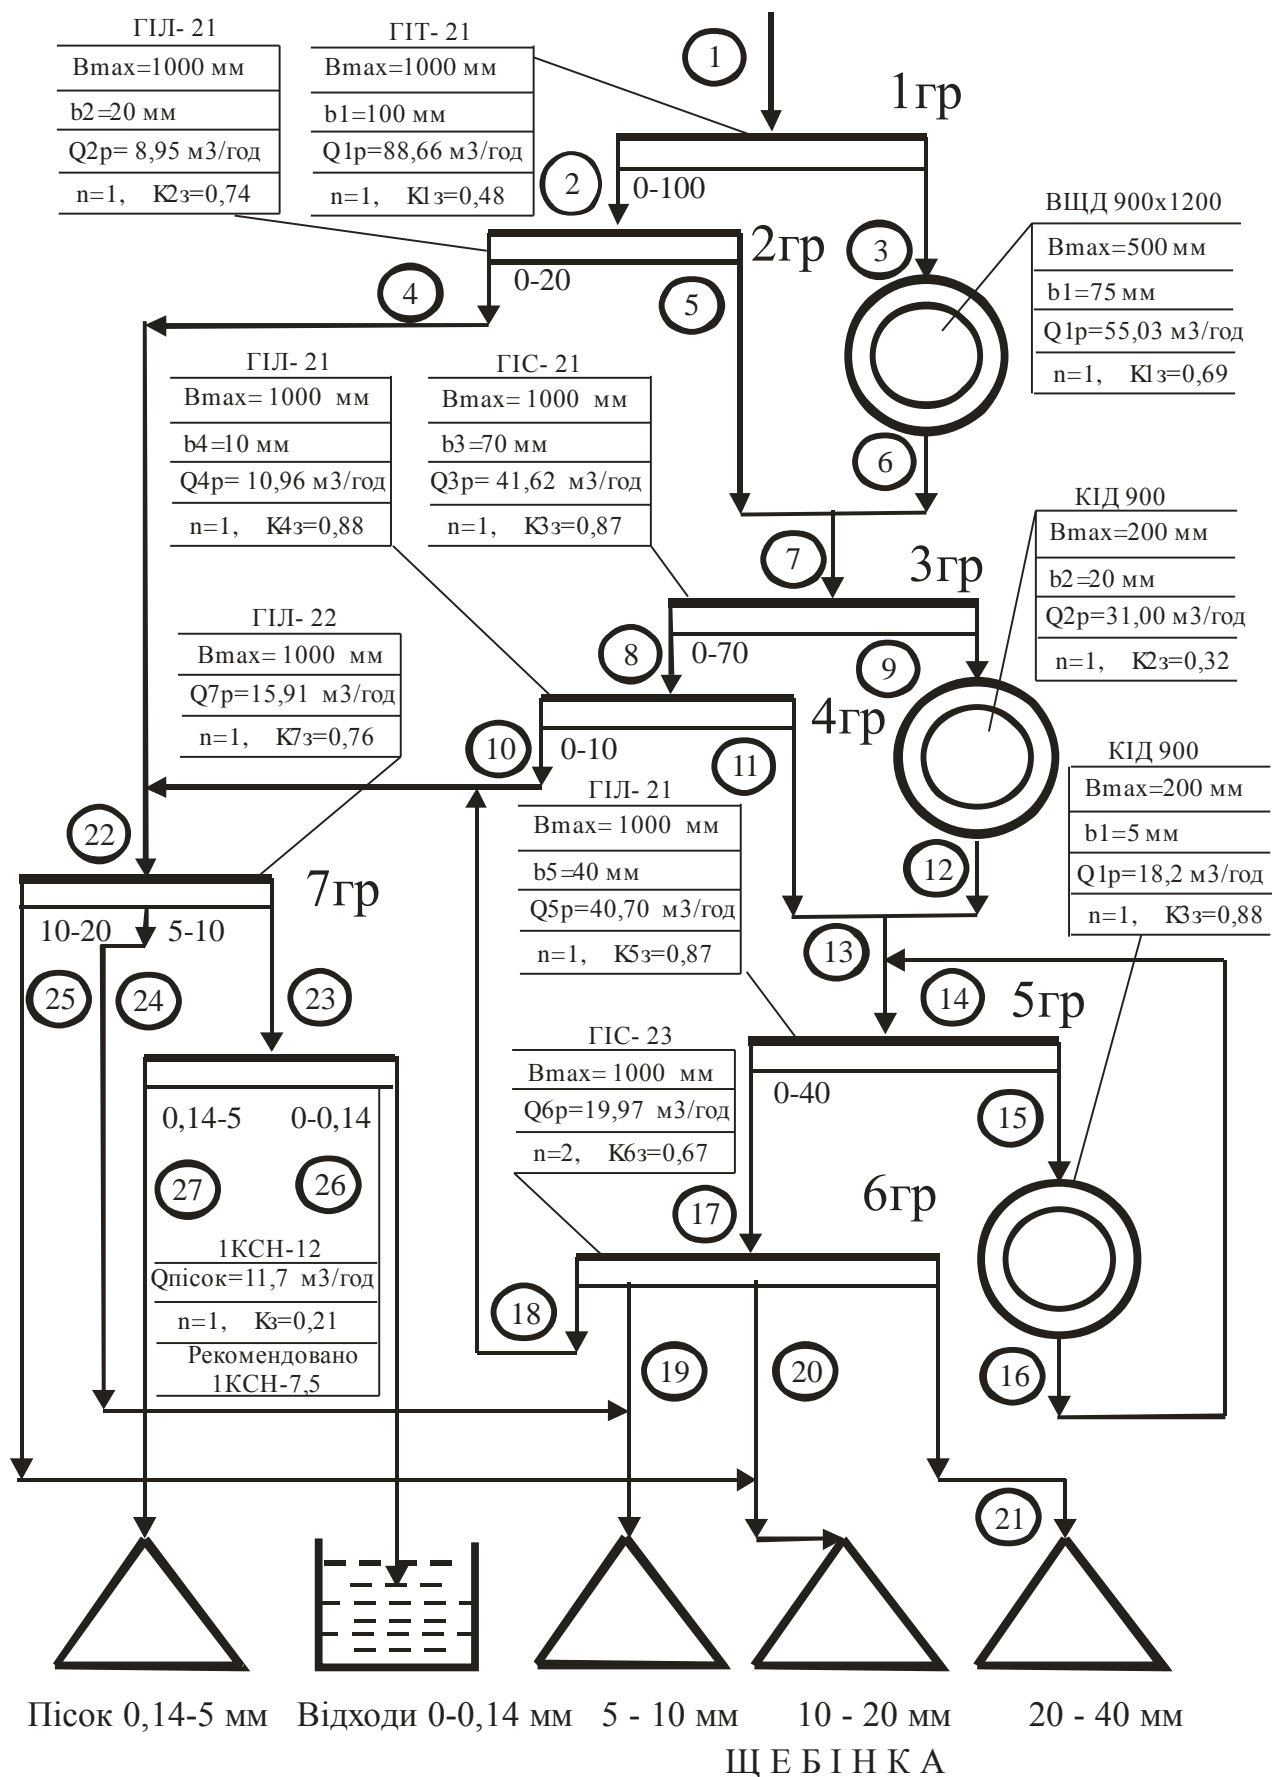 ГІЛ- 21
Bmax=1000 мм
b2=20 мм
Q2р= 8,95 м3/год
n=1, K2з=0,74
ГІТ- 21
Bmax=1000 мм
b1=100 мм
Q1р=88,66 м3/год
n=1, K1з=0,48
1
1гр
2
0-100
ВЩД 900х1200
Bmax=500 мм
b1=75 мм
Q1р=55,03 м3/год
n=1, K1з=0,69
2гр
3
0-20
4
5
ГІЛ- 21
Bmax= 1000 мм
b4=10 мм
Q4р= 10,96 м3/год
n=1, K4з=0,88
ГІС- 21
Bmax= 1000 мм
b3=70 мм
Q3р= 41,62 м3/год
n=1, K3з=0,87
6
КІД 900
Bmax=200 мм
b2=20 мм
Q2р=31,00 м3/год
n=1, K2з=0,32
7
3гр
ГІЛ- 22
Bmax= 1000 мм
Q7р=15,91 м3/год
n=1, K7з=0,76
8
0-70
9
4гр
10
0-10
11
КІД 900
Bmax=200 мм
b1=5 мм
Q1р=18,2 м3/год
n=1, K3з=0,88
ГІЛ- 21
Bmax= 1000 мм
b5=40 мм
Q5р=40,70 м3/год
n=1, K5з=0,87
22
12
7гр
10-20
5-10
13
25
24
23
14
5гр
ГІС- 23
Bmax= 1000 мм
Q6р=19,97 м3/год
n=2, K6з=0,67
0-40
15
0,14-5
0-0,14
27
26
6гр
17
1КСН-12
Qпісок=11,7 м3/год
n=1, Kз=0,21
Рекомендовано
1КСН-7,5
18
19
20
16
21
Пісок 0,14-5 мм
Відходи 0-0,14 мм
5 - 10 мм
10 - 20 мм
20 - 40 мм
Щ Е Б І Н К А